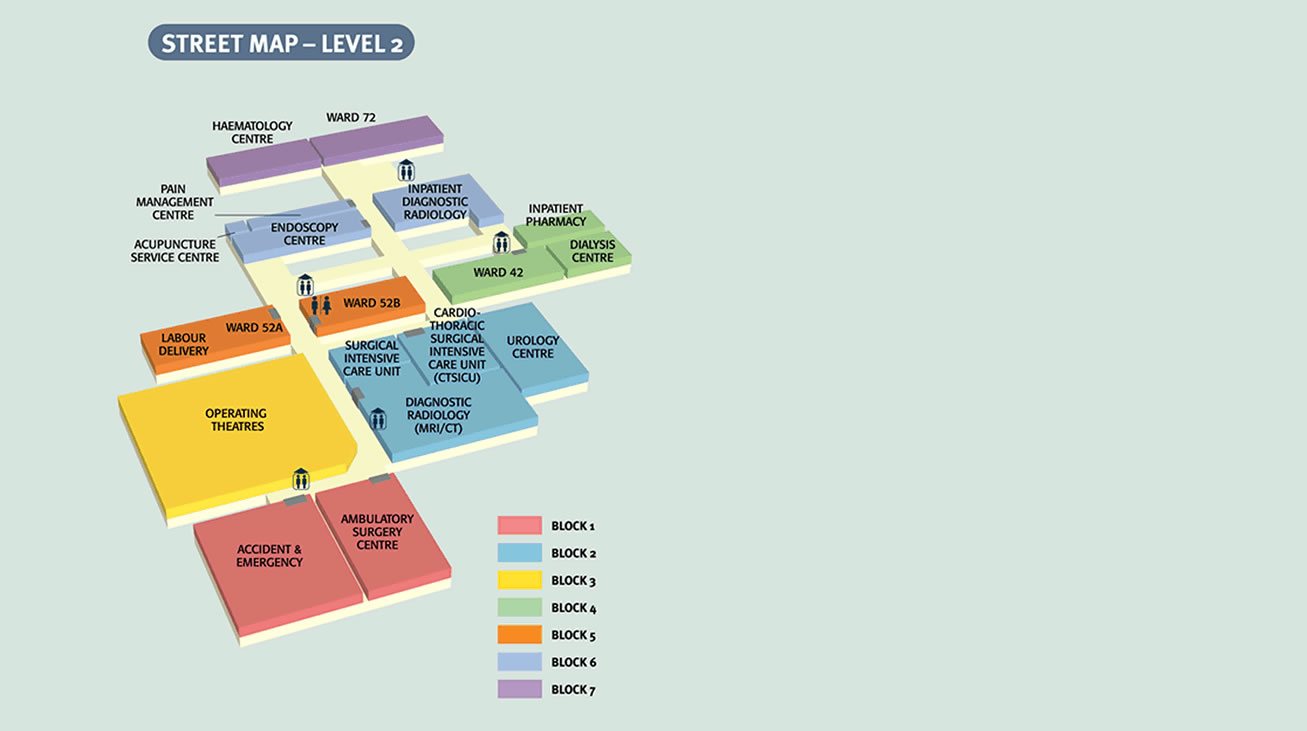 STREET MAP – LEVEL 2
WARD 72
HAEMATOLOGY
CENTRE
PAIN
MANAGEMENT
CENTRE
INPATIENT
DIAGNOSTIC
RADIOLOGY
INPATIENT
PHARMACY
ENDOSCOPY
CENTRE
ACUPUNCTURE
SERVICE CENTRE
DIALYSIS
CENTRE
WARD 42
WARD 52B
WARD 52A
LABOUR
DELIVERY
CARDIO-
THORACIC
SURGICAL
INTENSIVE
CARE UNIT
(CTSICU)
SURGICAL
INTENSIVE
CARE UNIT
UROLOGY
CENTRE
OPERATING
THEATRES
DIAGNOSTIC
RADIOLOGY
(MRI/CT)
AMBULATORY
SURGERY
CENTRE
ACCIDENT &
EMERGENCY
BLOCK 1
BLOCK 2
BLOCK 3
BLOCK 4
BLOCK 5
BLOCK 6
BLOCK 7